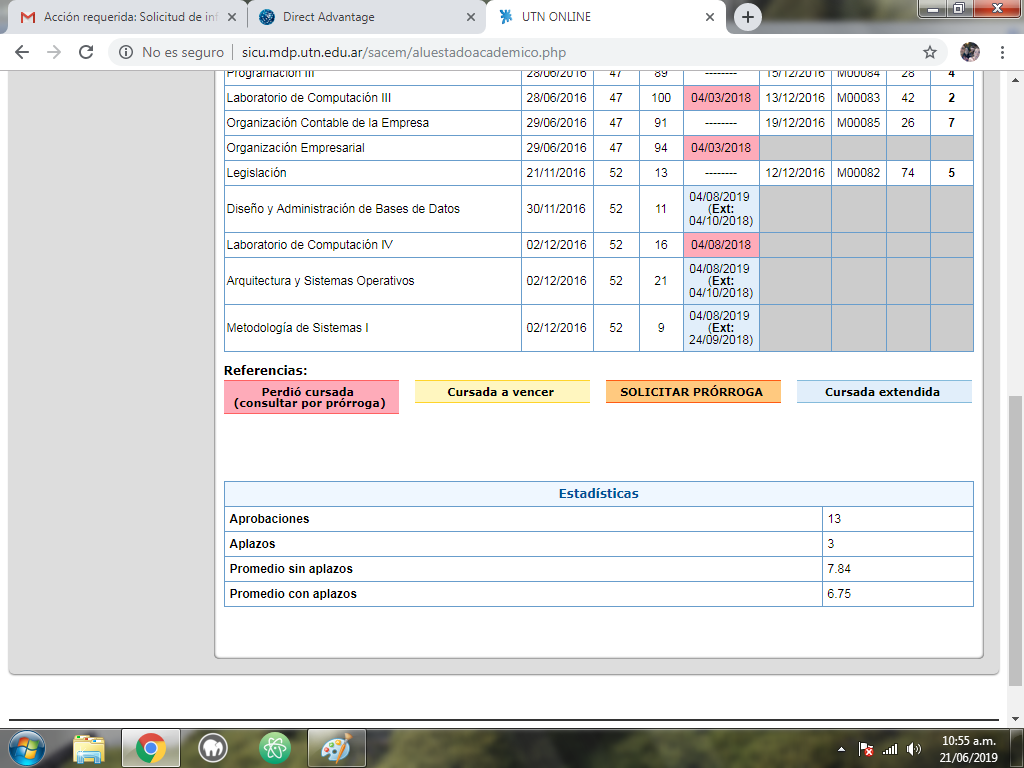 Acción requerida: Solicitud de inf
Direct Advantage
UTN ONLINE
No es seguro | sicu.mdp.utn.edu.ar/sacem/aluestadoacademico.php
Programación III 28/06/2016 47 89 -------- 15/12/2016 M00084 28 4
Laboratorio de Computación III 28/06/2016 47 100 04/03/2018 13/12/2016 M00083 42 2
Organización Contable de la Empresa 29/06/2016 47 91 -------- 19/12/2016 M00085 26 7
Organización Empresarial 29/06/2016 47 94 04/03/2018
Legislación 21/11/2016 52 13 -------- 12/12/2016 M00082 74 5
Diseño y Administración de Bases de Datos 30/11/2016 52 11 04/08/2019
(Ext:
04/10/2018)
Laboratorio de Computación IV 02/12/2016 52 16 04/08/2018
Arquitectura y Sistemas Operativos 02/12/2016 52 21 04/08/2019
(Ext:
04/10/2018)
Metodología de Sistemas I 02/12/2016 52 9 04/08/2019
(Ext:
24/09/2018)
Referencias:
Perdió cursada
(consultar por prórroga)
Cursada a vencer
SOLICITAR PRÓRROGA
Cursada extendida
Estadísticas
Aprobaciones 13
Aplazos 3
Promedio sin aplazos 7.84
Promedio con aplazos 6.75
10:55 a.m.
21/06/2019